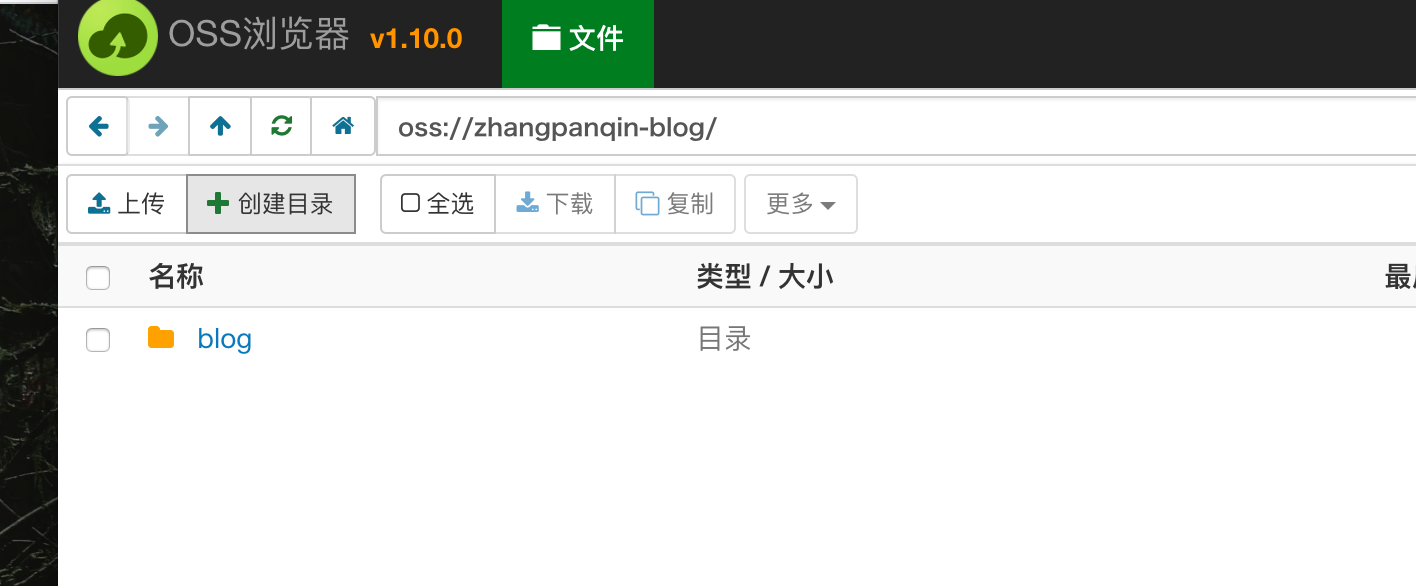 OSS浏览器 v1.10.0 文件
oss://zhangpanqin-blog/
上传 创建目录 全选 下载 复制 更多
名称 类型 / 大小 最
blog 目录